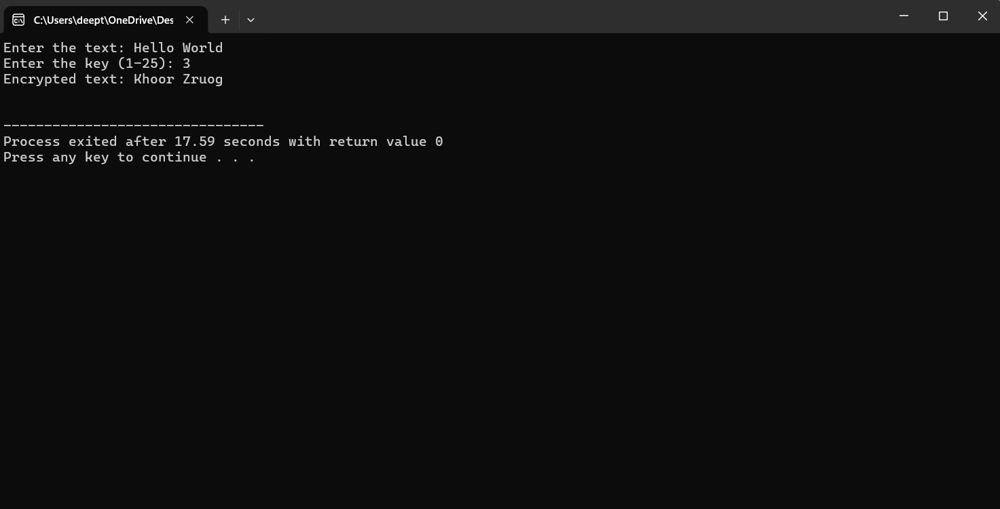 C:\Users\deept\OneDrive\Des
Enter the text: Hello World
Enter the key (1-25): 3
Encrypted text: Khoor Zruog
--------------------------------
Process exited after 17.59 seconds with return value 0
Press any key to continue . . .